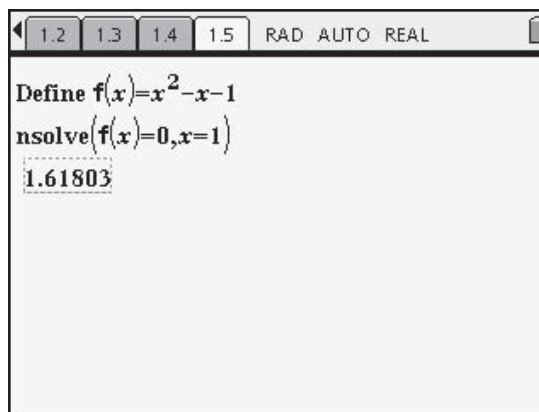 1.2 1.3 1.4 1.5 RAD AUTO REAL
Define f(x)=x²-x-1
nsolve(f(x)=0,x=1)
1.61803